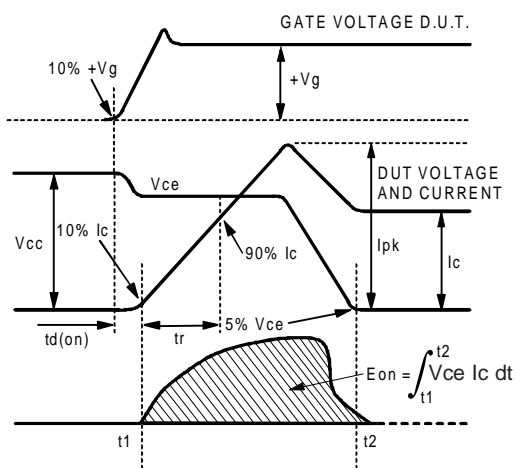 GATE VOLTAGE D.U.T.
10% +Vg
+Vg
Vce
DUT VOLTAGE
AND CURRENT
Vcc
10% Ic
90% Ic
Ipk
Ic
td(on)
tr
5% Vce
Eon = ∫ Vce Ic dt
t2
t1
t1
t2